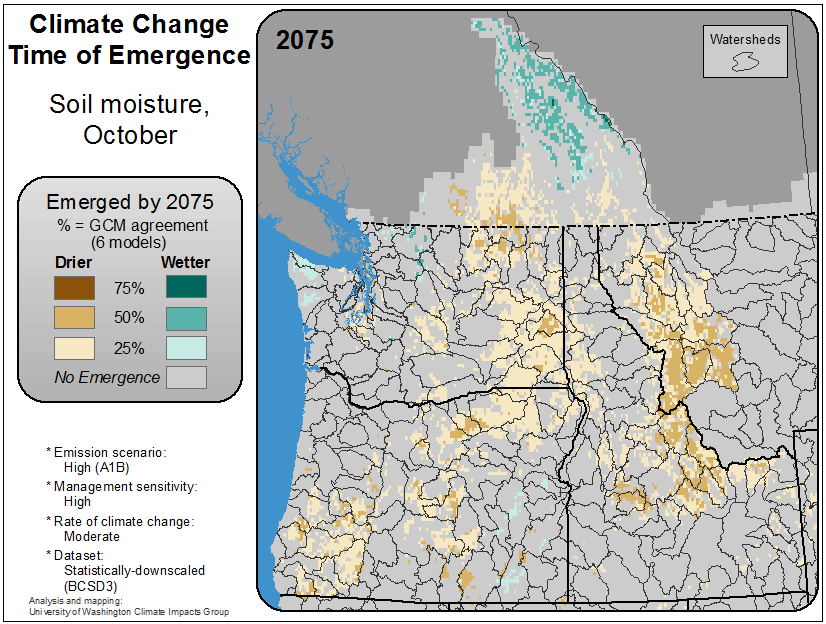 Climate Change
Time of Emergence
Soil moisture,
October
Emerged by 2075
% = GCM agreement
(6 models)
Drier Wetter
75%
50%
25%
No Emergence
* Emission scenario:
High (A1B)
* Management sensitivity:
High
* Rate of climate change:
Moderate
* Dataset:
Statistically-downscaled
(BCSD3)
Analysis and mapping:
University of Washington Climate Impacts Group
2075
Watersheds